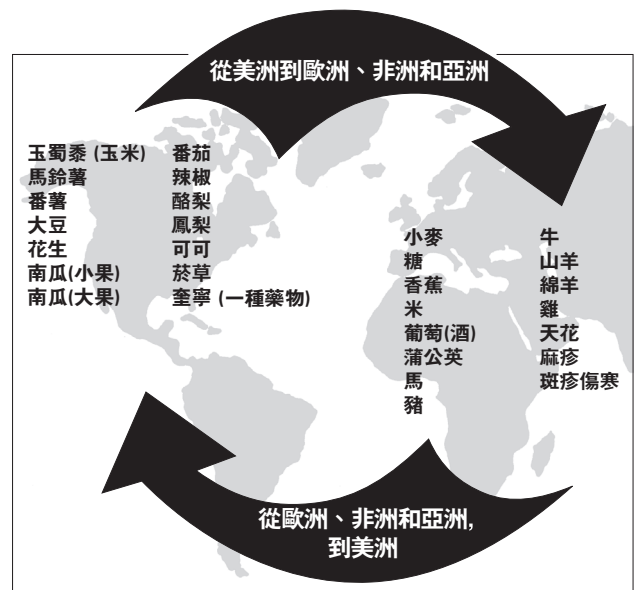 從美洲到歐洲、非洲和亞洲
玉蜀黍 (玉米)
馬鈴薯
番薯
大豆
花生
南瓜(小果)
南瓜(大果)
番茄
辣椒
酪梨
鳳梨
可可
菸草
奎寧 (一種藥物)
小麥
糖
香蕉
米
葡萄(酒)
蒲公英
馬
豬
牛
山羊
綿羊
雞
天花
麻疹
斑疹傷寒
從歐洲、非洲和亞洲,
到美洲